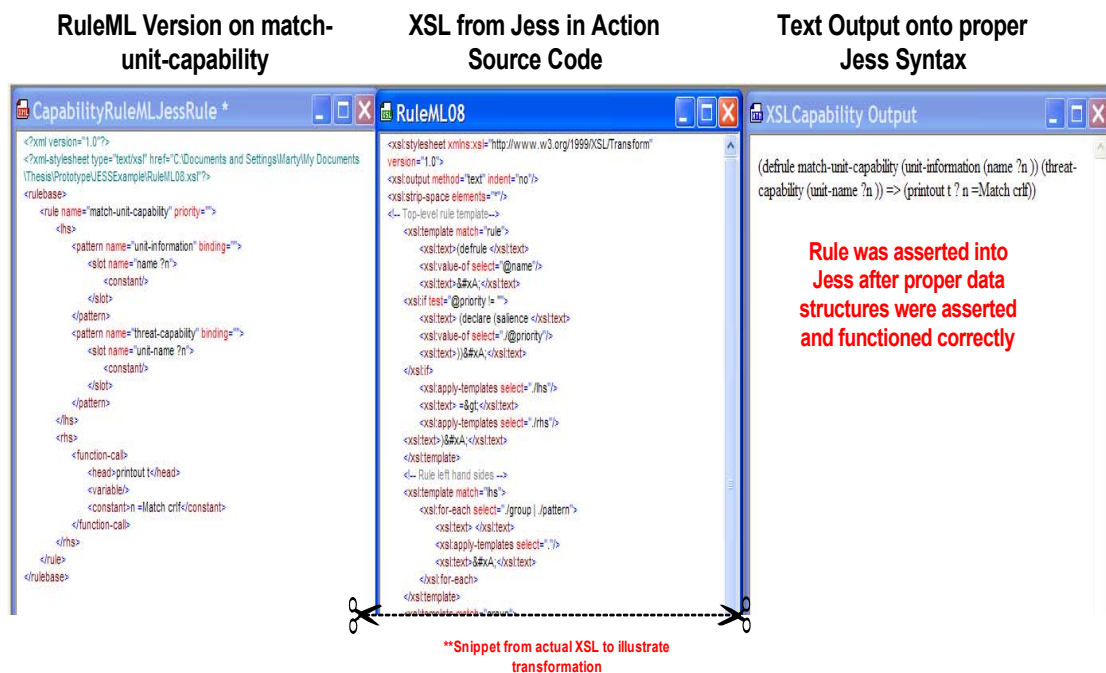 RuleML Version on match-
unit-capability
XSL from Jess in Action
Source Code
Text Output onto proper
Jess Syntax
CapabilityRuleMLJessRule *
<?xml version="1.0"?>
<?xml-stylesheet type="text/xsl" href="C:\Documents and Settings\Marty\My Documents
\Thesis\Prototype\JESSExample\RuleML08.xsl"?>
<rulebase>
<rule name="match-unit-capability" priority="">
<lhs>
<pattern name="unit-information" binding="">
<slot name="name ?n">
<constant/>
</slot>
</pattern>
<pattern name="threat-capability" binding="">
<slot name="unit-name ?n">
<constant/>
</slot>
</pattern>
</lhs>
<rhs>
<function-call>
<head>printout t</head>
<variable/>
<constant>n =Match crlf</constant>
</function-call>
</rhs>
</rule>
</rulebase>
RuleML08
<xsl:stylesheet xmlns:xsl="http://www.w3.org/1999/XSL/Transform"
version="1.0">
<xsl:output method="text" indent="no"/>
<xsl:strip-space elements="*"/>
<!-- Top-level rule template-->
<xsl:template match="rule">
<xsl:text>(defrule </xsl:text>
<xsl:value-of select="@name"/>
<xsl:text>&#xA;</xsl:text>
<xsl:if test="@priority != ''">
<xsl:text> (declare (salience </xsl:text>
<xsl:value-of select="./@priority"/>
<xsl:text>))&#xA;</xsl:text>
</xsl:if>
<xsl:apply-templates select="./lhs"/>
<xsl:text> =&gt;</xsl:text>
<xsl:apply-templates select="./rhs"/>
<xsl:text>)&#xA;</xsl:text>
</xsl:template>
<!-- Rule left hand sides -->
<xsl:template match="lhs">
<xsl:for-each select="./group | ./pattern">
<xsl:text> </xsl:text>
<xsl:apply-templates select="."/>
<xsl:text>&#xA;</xsl:text>
</xsl:for-each>
</xsl:template>
<xsl:template match="group">
XSLCapability Output
(defrule match-unit-capability (unit-information (name ?n )) (threat-
capability (unit-name ?n )) => (printout t ? n =Match crlf))
Rule was asserted into
Jess after proper data
structures were asserted
and functioned correctly
**Snippet from actual XSL to illustrate
transformation